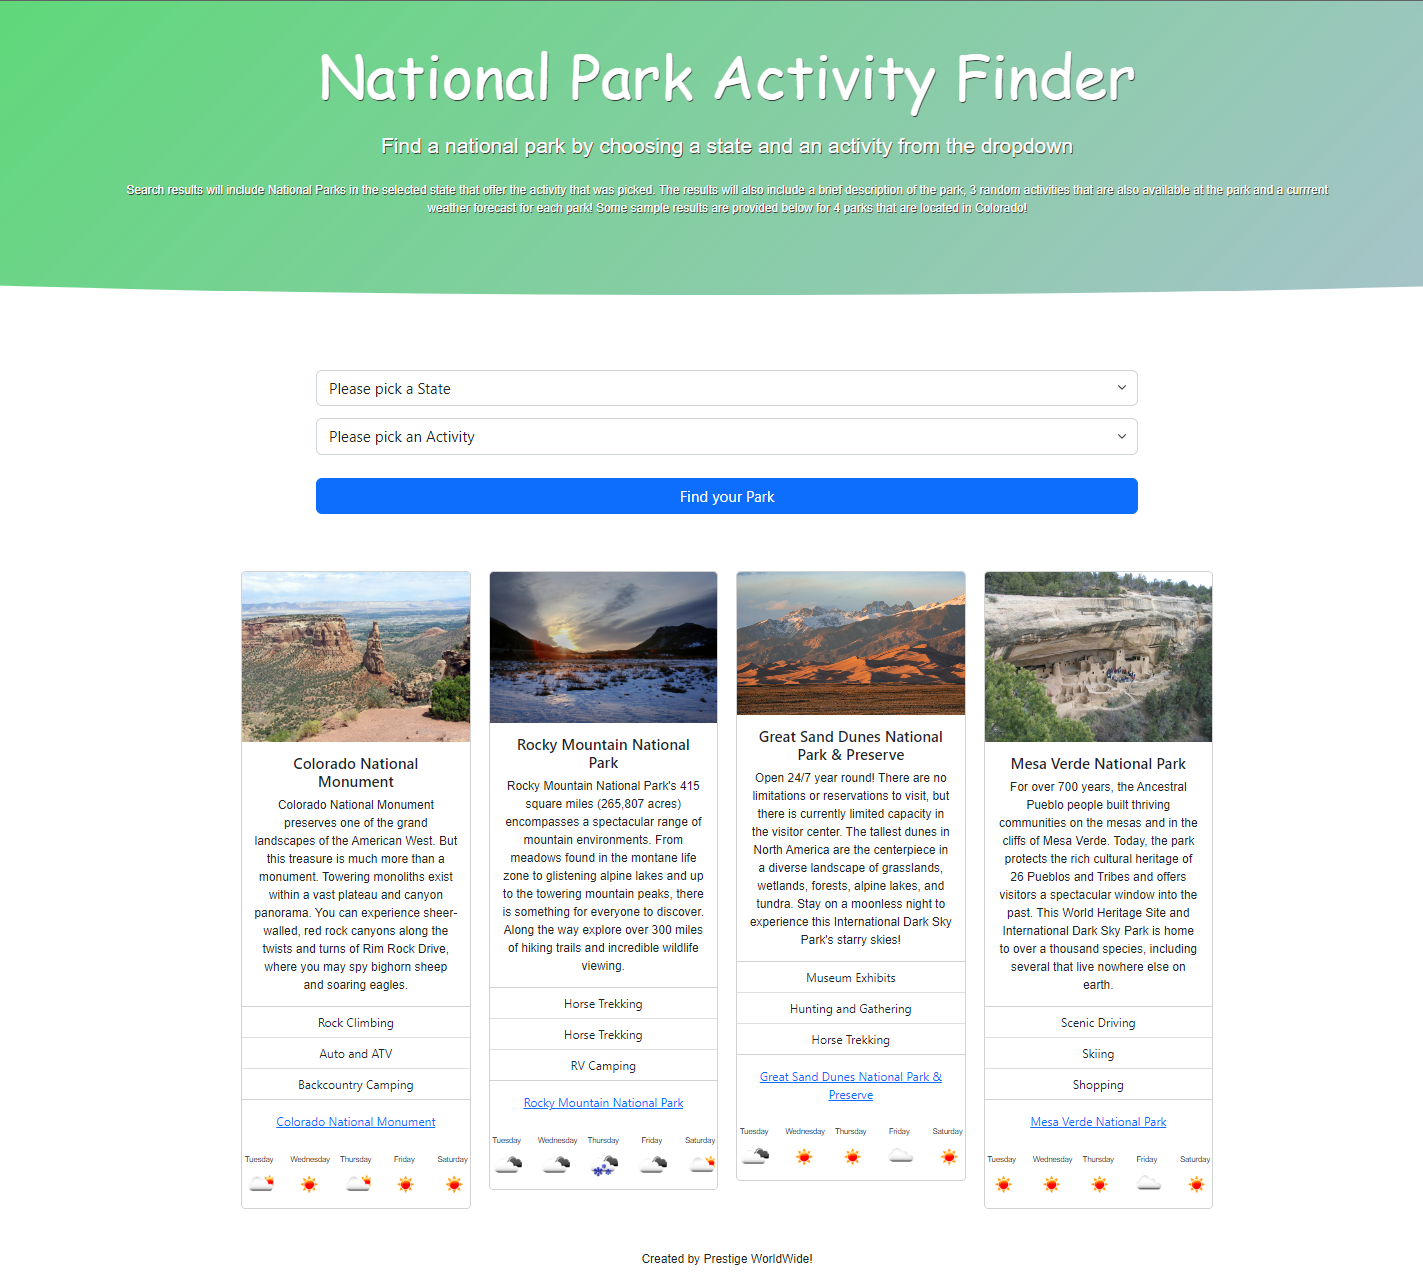 National Park Activity Finder
Find a national park by choosing a state and an activity from the dropdown
Search results will include National Parks in the selected state that offer the activity that was picked. The results will also include a brief description of the park, 3 random activities that are also available at the park and a currrent
weather forecast for each park! Some sample results are provided below for 4 parks that are located in Colorado!
Please pick a State
Please pick an Activity
Find your Park
Colorado National
Monument
Colorado National Monument
preserves one of the grand
landscapes of the American West. But
this treasure is much more than a
monument. Towering monoliths exist
within a vast plateau and canyon
panorama. You can experience sheer-
walled, red rock canyons along the
twists and turns of Rim Rock Drive,
where you may spy bighorn sheep
and soaring eagles.
Rock Climbing
Auto and ATV
Backcountry Camping
Colorado National Monument
Tuesday Wednesday Thursday Friday Saturday
Rocky Mountain National
Park
Rocky Mountain National Park's 415
square miles (265,807 acres)
encompasses a spectacular range of
mountain environments. From
meadows found in the montane life
zone to glistening alpine lakes and up
to the towering mountain peaks, there
is something for everyone to discover.
Along the way explore over 300 miles
of hiking trails and incredible wildlife
viewing.
Horse Trekking
Horse Trekking
RV Camping
Rocky Mountain National Park
Tuesday Wednesday Thursday Friday Saturday
Great Sand Dunes National
Park & Preserve
Open 24/7 year round! There are no
limitations or reservations to visit, but
there is currently limited capacity in
the visitor center. The tallest dunes in
North America are the centerpiece in
a diverse landscape of grasslands,
wetlands, forests, alpine lakes, and
tundra. Stay on a moonless night to
experience this International Dark Sky
Park's starry skies!
Museum Exhibits
Hunting and Gathering
Horse Trekking
Great Sand Dunes National Park &
Preserve
Tuesday Wednesday Thursday Friday Saturday
Mesa Verde National Park
For over 700 years, the Ancestral
Pueblo people built thriving
communities on the mesas and in the
cliffs of Mesa Verde. Today, the park
protects the rich cultural heritage of
26 Pueblos and Tribes and offers
visitors a spectacular window into the
past. This World Heritage Site and
International Dark Sky Park is home
to over a thousand species, including
several that live nowhere else on
earth.
Scenic Driving
Skiing
Shopping
Mesa Verde National Park
Tuesday Wednesday Thursday Friday Saturday
Created by Prestige WorldWide!